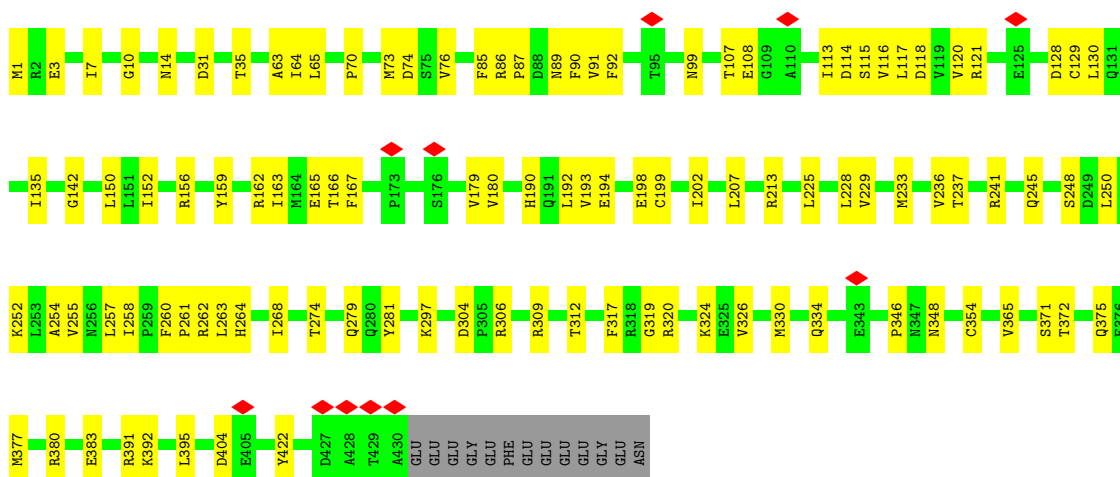 M1 R2 E3 I7 G10 N14 D31 T35 A63 I64 L65 P70 M73 D74 S75 V76 F85 R86 P87 D88 N89 F90 V91 F92 T95 N99 T107 E108 G109 A110 I113 D114 S115 V116 L117 D118 V119 V120 R121 E125 D128 C129 L130 Q131
I135 G142 L150 L151 I152 R156 Y159 R162 I163 M164 E165 T166 F167 P173 S176 V179 V180 H190 Q191 L192 V193 E194 E198 C199 I202 L207 R213 L225 L228 V229 M233 V236 T237 R241 Q245 S248 D249 L250
K252 L253 A254 V255 N256 L257 I258 P259 F260 P261 R262 L263 H264 I268 T274 Q279 Q280 Y281 K297 D304 P305 R306 R309 T312 F317 R318 G319 R320 K324 E325 V326 M330 Q334 E343 P346 N347 N348 C354 V365 S371 T372 Q375
M377 R380 E383 R391 K392 L395 D404 E405 Y422 D427 A428 T429 A430 GLU GLU GLU GLY GLU PHE GLU GLU GLU GLU GLY GLU ASN